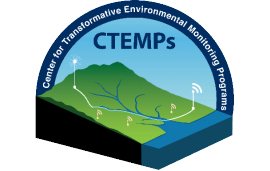 Center for Transformative Environmental Monitoring Programs
CTEMPs